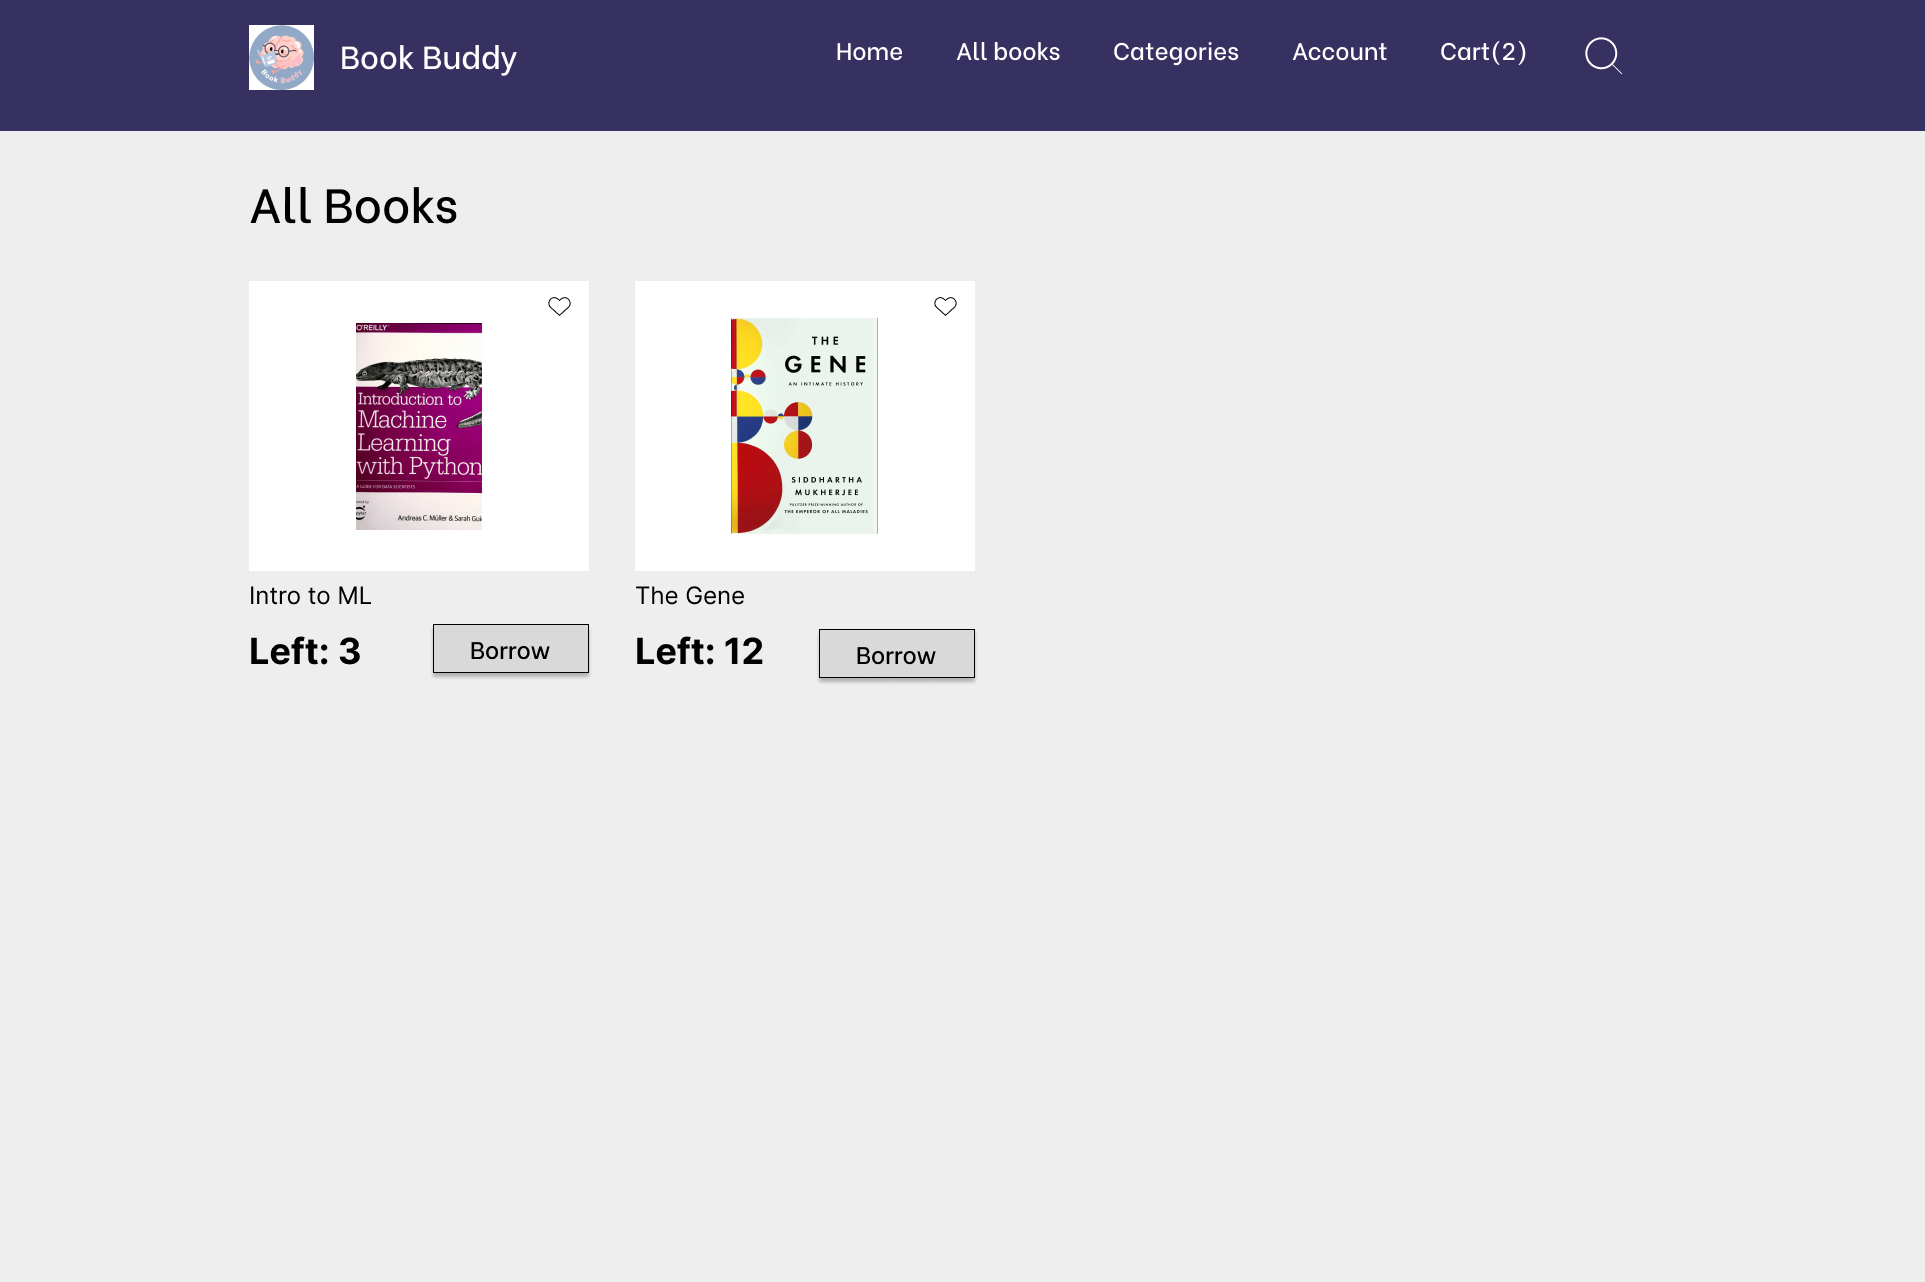 Book Buddy
Book Buddy
Home
All books
Categories
Account
Cart(2)
All Books
O'REILLY
Introduction to
Machine
Learning
with Python
A GUIDE FOR DATA SCIENTISTS
Andreas C. Müller & Sarah Gui
THE
GENE
AN INTIMATE HISTORY
SIDDHARTHA
MUKHERJEE
PULITZER PRIZE-WINNING AUTHOR OF
THE EMPEROR OF ALL MALADIES
Intro to ML
The Gene
Left: 3
Borrow
Left: 12
Borrow